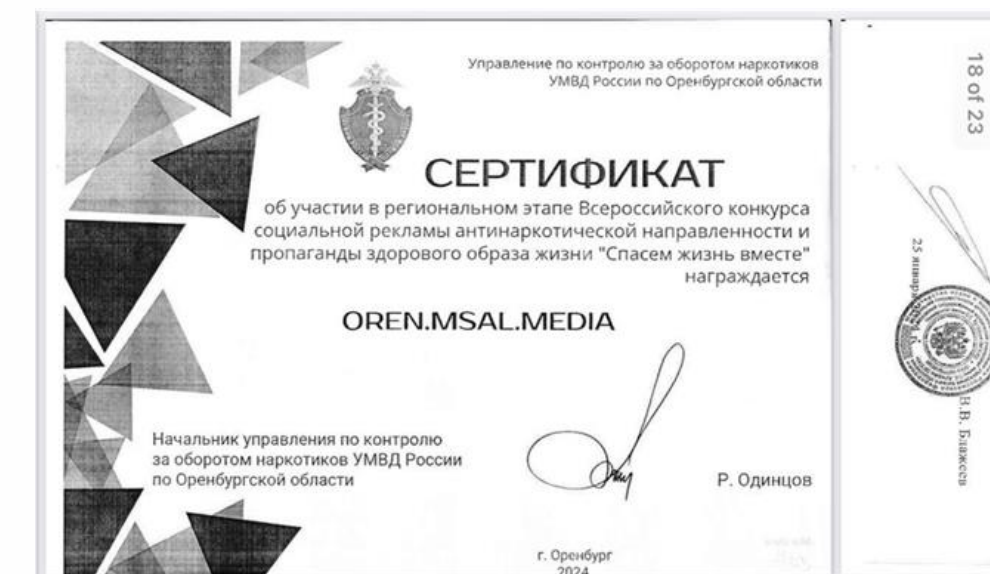 Управление по контролю за оборотом наркотиков
УМВД России по Оренбургской области
СЕРТИФИКАТ
об участии в региональном этапе Всероссийского конкурса
социальной рекламы антинаркотической направленности и
пропаганды здорового образа жизни "Спасем жизнь вместе"
награждается
OREN.MSAL.MEDIA
Начальник управления по контролю
за оборотом наркотиков УМВД России
по Оренбургской области
Р. Одинцов
г. Оренбург
2024
18 of 23
25 января
В.В. Блажеев